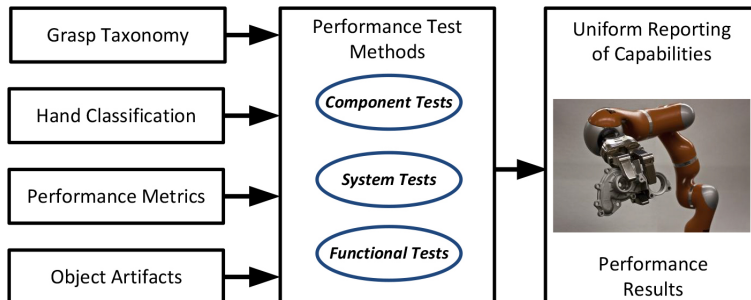 Grasp Taxonomy
Hand Classification
Performance Metrics
Object Artifacts
Performance Test
Methods
Component Tests
System Tests
Functional Tests
Uniform Reporting
of Capabilities
Performance
Results